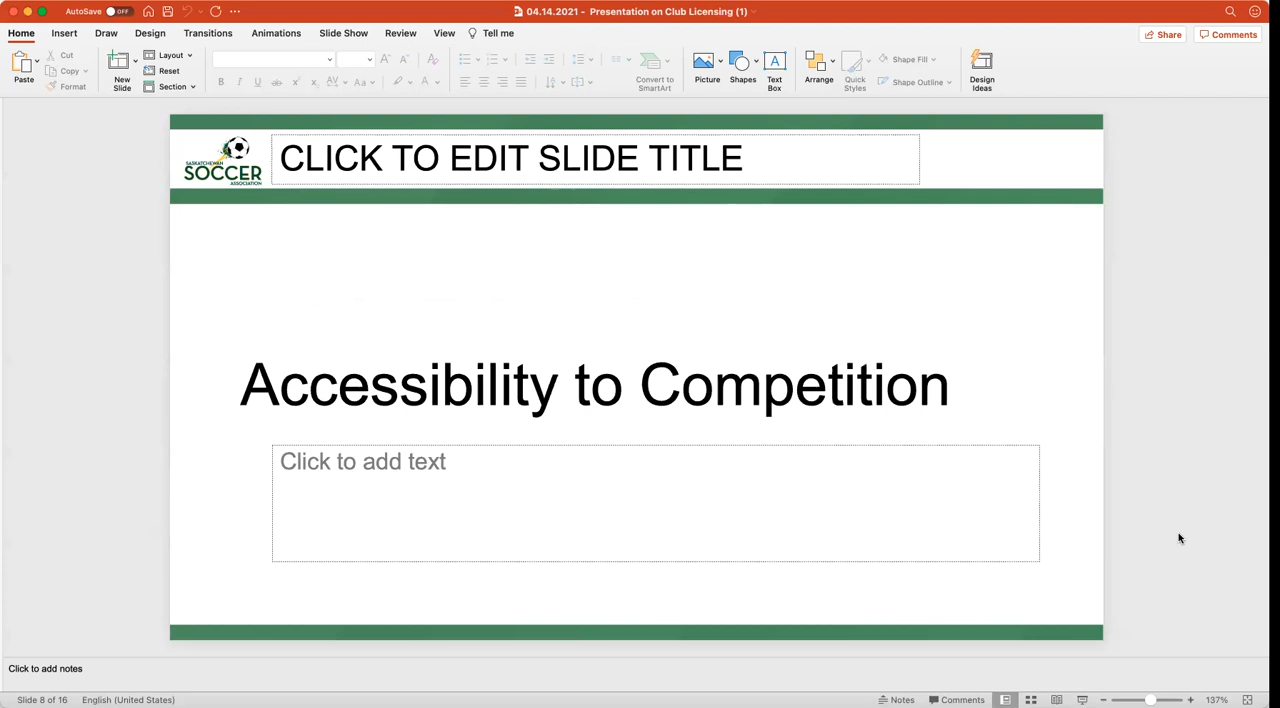 AutoSave OFF
04.14.2021 - Presentation on Club Licensing (1)
Home Insert Draw Design Transitions Animations Slide Show Review View Tell me
Share Comments
Paste
Cut
Copy
Format
New
Slide
Layout
Reset
Section
B I U ab
Convert to
SmartArt
Picture
Shapes
Text
Box
Arrange
Quick
Styles
Shape Fill
Shape Outline
Design
Ideas
SASKATCHEWAN
SOCCER
ASSOCIATION
CLICK TO EDIT SLIDE TITLE
Accessibility to Competition
Click to add text
Click to add notes
Slide 8 of 16 English (United States)
Notes Comments 137%